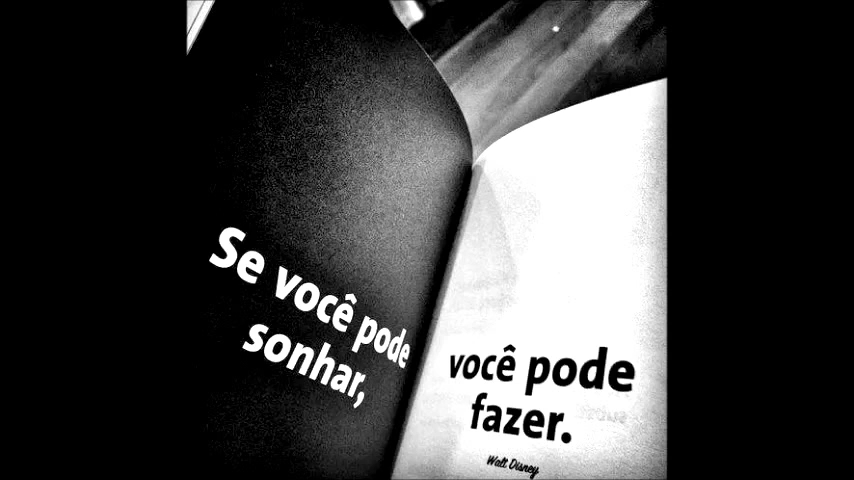 Se você pode
sonhar,
você pode
fazer.
Walt Disney